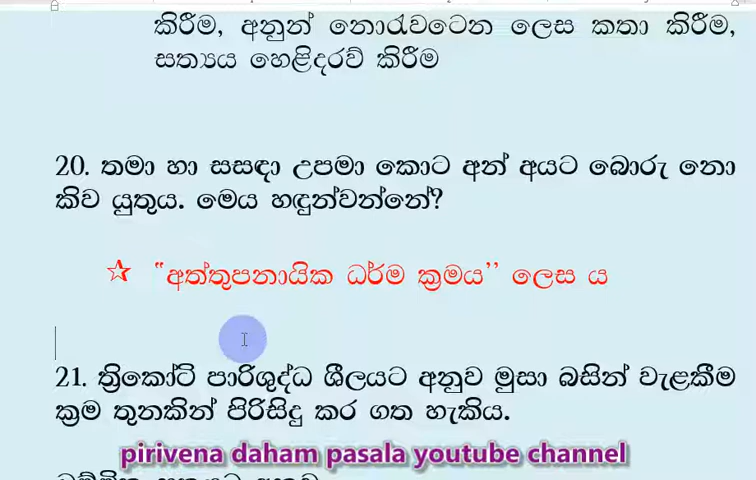 කිරීම, අනුන් නොරැවටෙන ලෙස කතා කිරීම,
සත්‍යය හෙළිදරව් කිරීම
20. තමා හා සසඳා උපමා කොට අන් අයට බොරු නො
කිව යුතුය. මෙය හඳුන්වන්නේ?
☆ "අත්තුපනායික ධර්ම ක්‍රමය’’ ලෙස ය
21. ත්‍රිකෝටි පාරිශුද්ධ ශීලයට අනුව මුසා බසින් වැළකීම
ක්‍රම තුනකින් පිරිසිදු කර ගත හැකිය.
pirivena daham pasala youtube channel